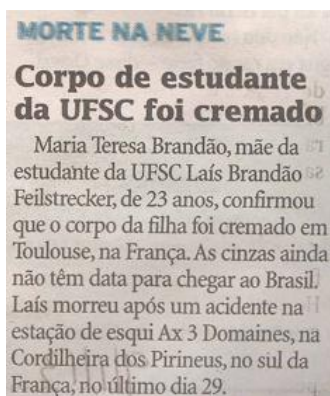 MORTE NA NEVE
Corpo de estudante
da UFSC foi cremado
Maria Teresa Brandão, mãe da
estudante da UFSC Laís Brandão
Feilstrecker, de 23 anos, confirmou
que o corpo da filha foi cremado em
Toulouse, na França. As cinzas ainda
não têm data para chegar ao Brasil.
Laís morreu após um acidente na
estação de esqui Ax 3 Domaines, na
Cordilheira dos Pirineus, no sul da
França, no último dia 29.